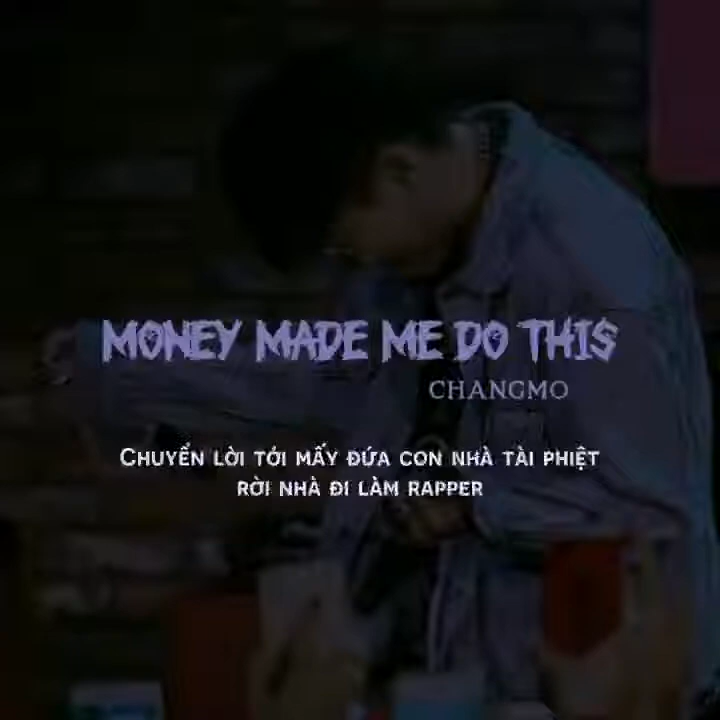 MONEY MADE ME DO THIS
CHANGMO
CHUYỂN LỜI TỚI MẤY ĐỨA CON NHÀ TÀI PHIỆT
RỜI NHÀ ĐI LÀM RAPPER